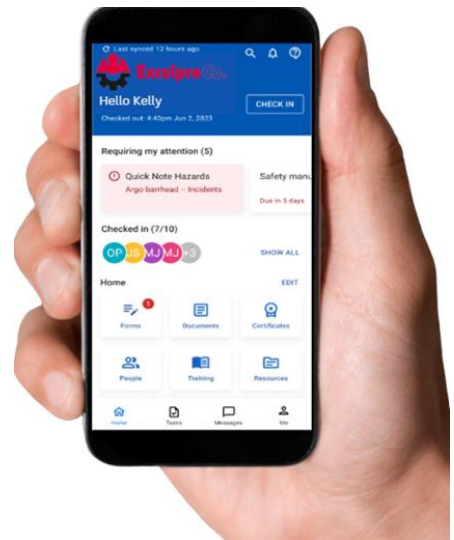 Last synced 12 hours ago
Excelpro Co.
Hello Kelly
CHECK IN
Checked out: 4:40pm Jun 2, 2023
Requiring my attention (5)
Quick Note Hazards
Argo barrhead – Incidents
Safety manu
Due in 5 days
Checked in (7/10)
OP JS MJ MJ +3
SHOW ALL
Home
EDIT
1
Forms
Documents
Certificates
People
Training
Resources
Home
Tasks
Messages
Me